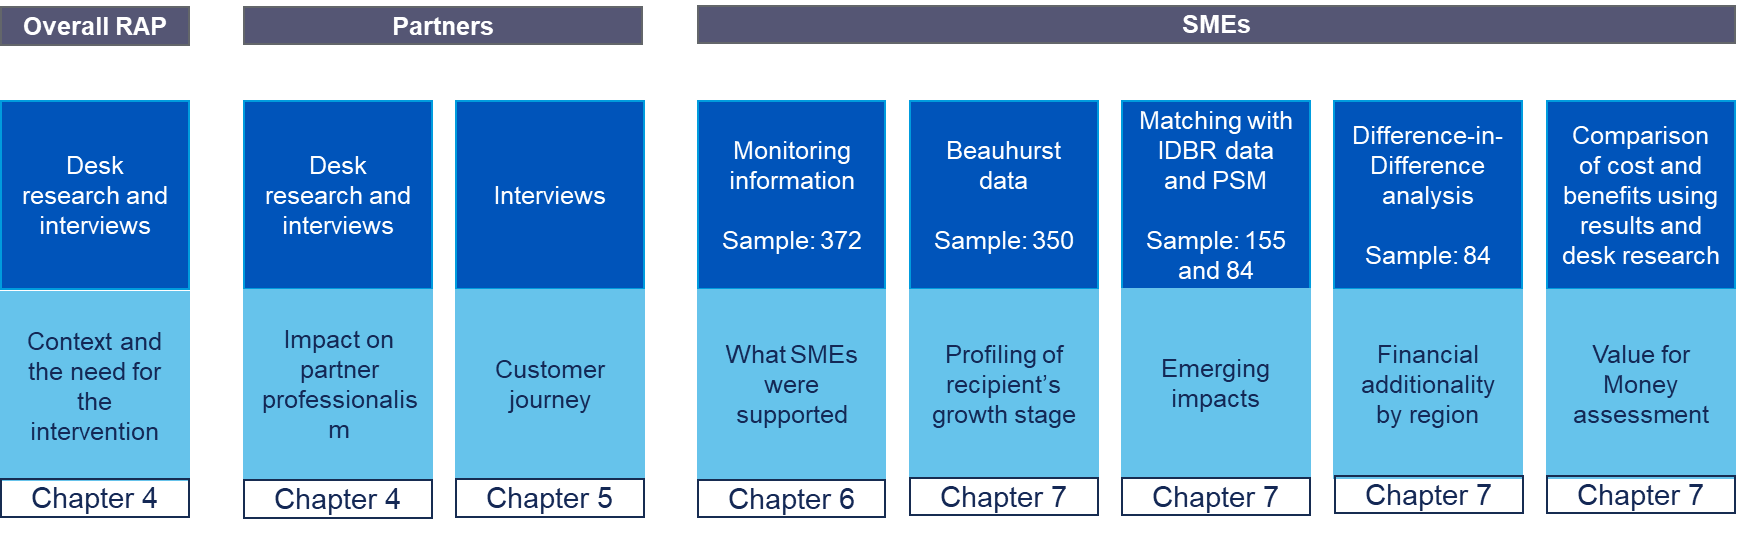 Overall RAP
Partners
SMEs
Desk
research and
interviews
Context and
the need for
the
intervention
Chapter 4
Desk
research and
interviews
Impact on
partner
professionalis
m
Chapter 4
Interviews
Customer
journey
Chapter 5
Monitoring
information
Sample: 372
What SMEs
were
supported
Chapter 6
Beauhurst
data
Sample: 350
Profiling of
recipient’s
growth stage
Chapter 7
Matching with
IDBR data
and PSM
Sample: 155
and 84
Emerging
impacts
Chapter 7
Difference-in-
Difference
analysis
Sample: 84
Financial
additionality
by region
Chapter 7
Comparison
of cost and
benefits using
results and
desk research
Value for
Money
assessment
Chapter 7